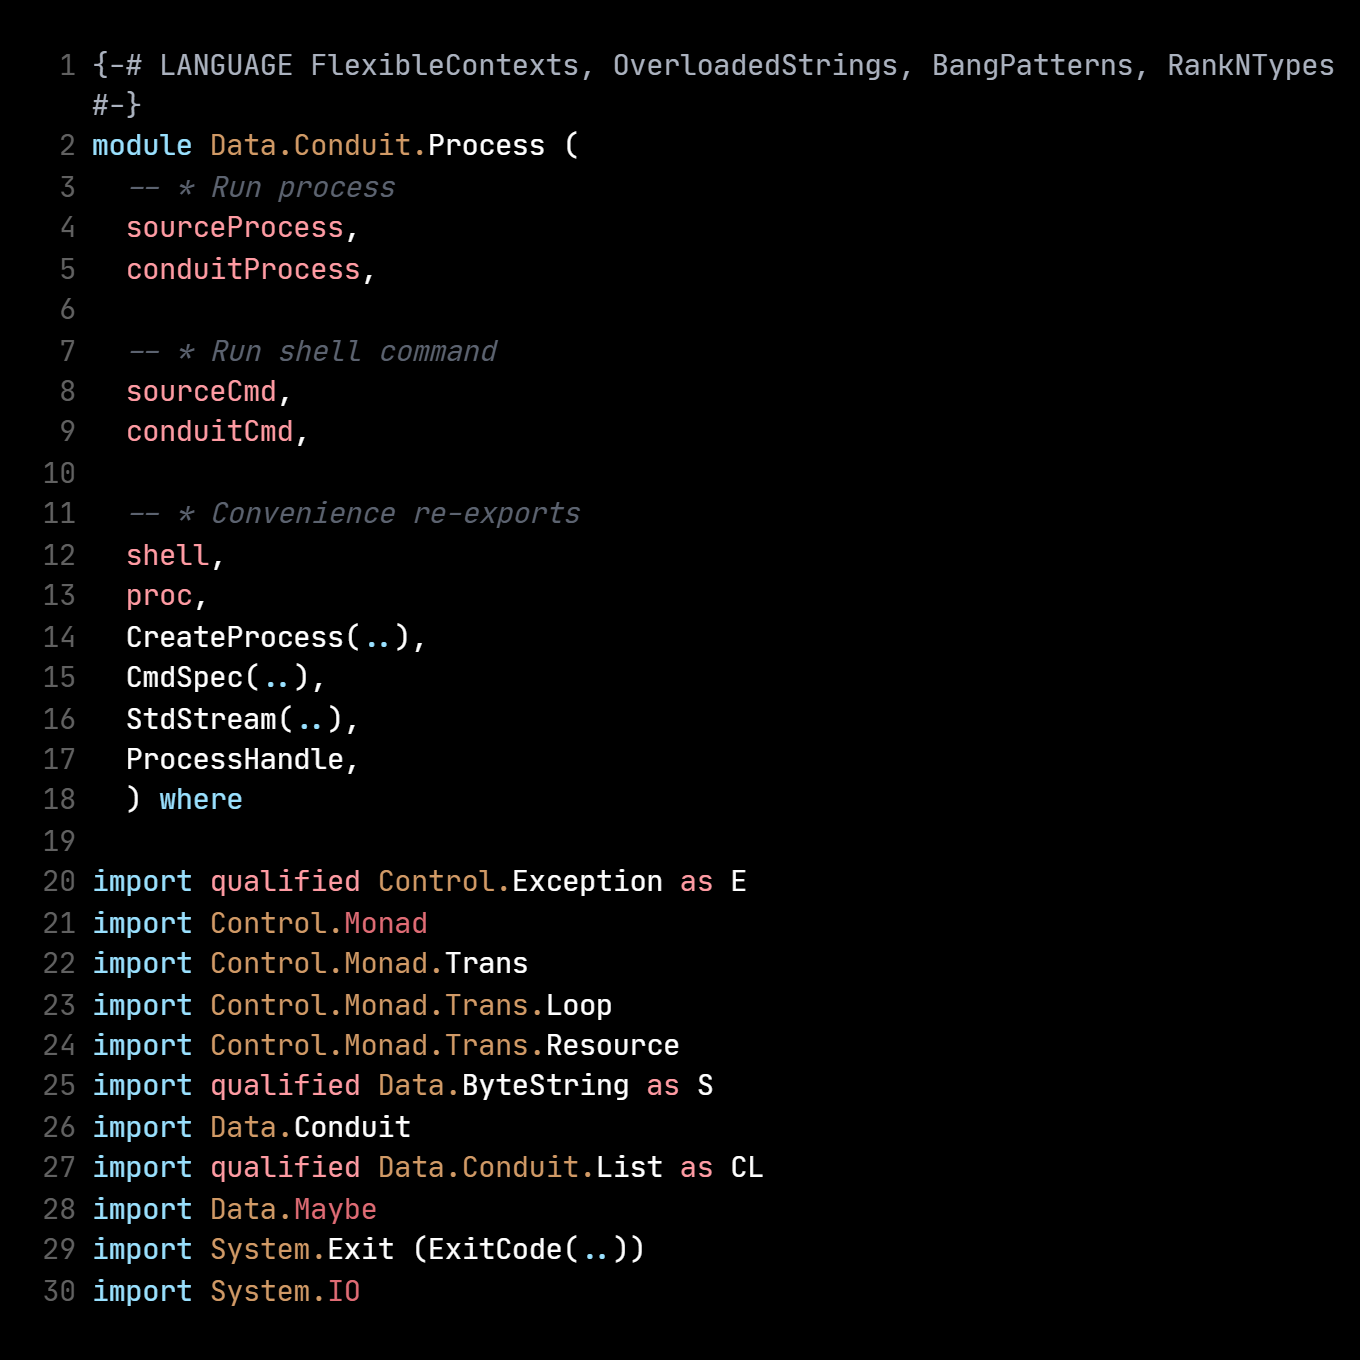 1 {-# LANGUAGE FlexibleContexts, OverloadedStrings, BangPatterns, RankNTypes
#-}
2 module Data.Conduit.Process (
3   -- * Run process
4   sourceProcess,
5   conduitProcess,
6
7   -- * Run shell command
8   sourceCmd,
9   conduitCmd,
10
11   -- * Convenience re-exports
12   shell,
13   proc,
14   CreateProcess(..),
15   CmdSpec(..),
16   StdStream(..),
17   ProcessHandle,
18   ) where
19
20 import qualified Control.Exception as E
21 import Control.Monad
22 import Control.Monad.Trans
23 import Control.Monad.Trans.Loop
24 import Control.Monad.Trans.Resource
25 import qualified Data.ByteString as S
26 import Data.Conduit
27 import qualified Data.Conduit.List as CL
28 import Data.Maybe
29 import System.Exit (ExitCode(..))
30 import System.IO